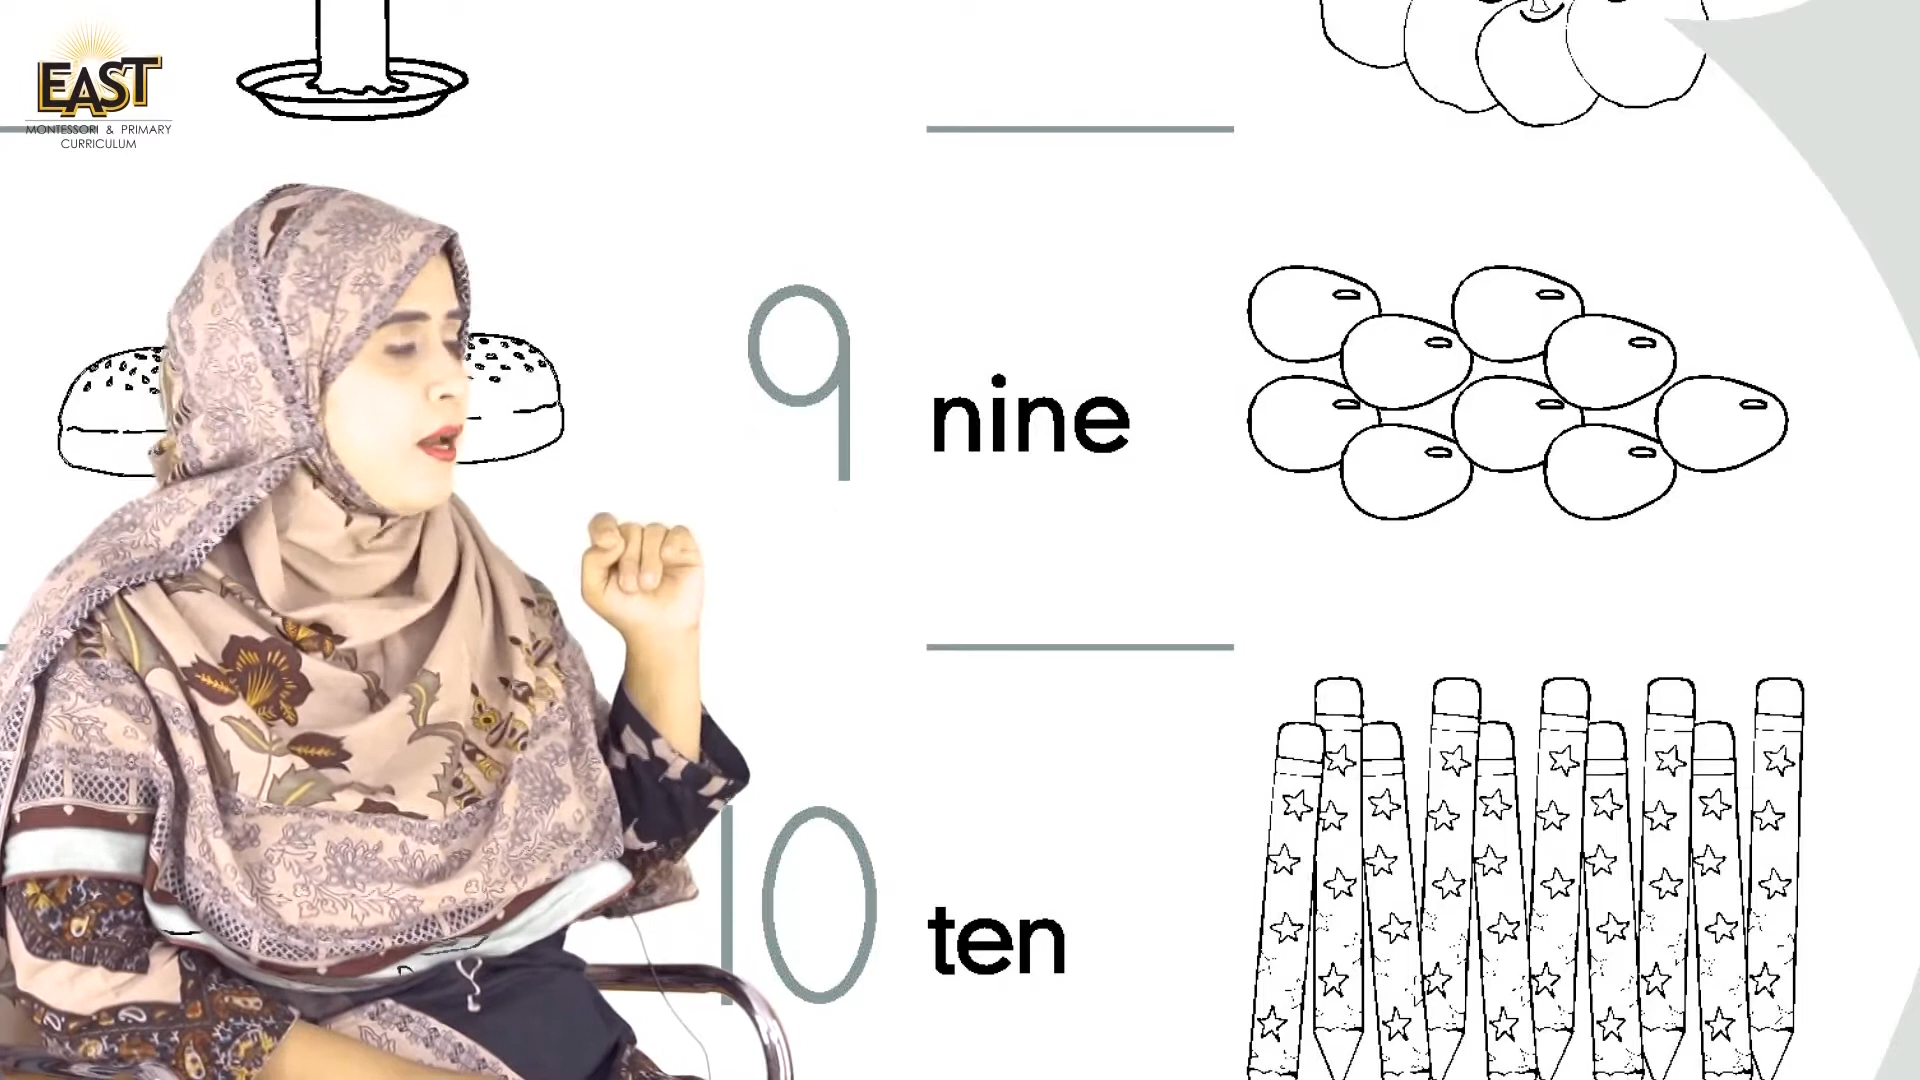 EAST
MONTESSORI & PRIMARY
CURRICULUM
9
nine
10
ten